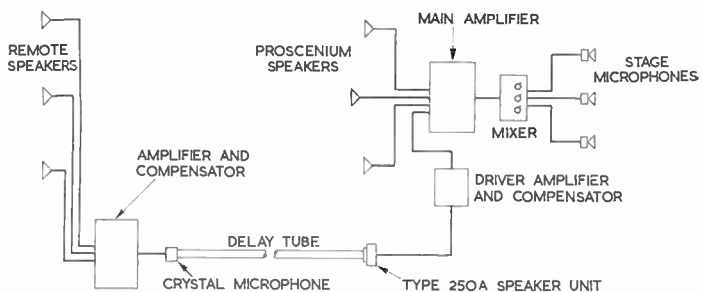 MAIN AMPLIFIER
REMOTE
SPEAKERS
PROSCENIUM
SPEAKERS
STAGE
MICROPHONES
MIXER
AMPLIFIER AND
COMPENSATOR
DRIVER AMPLIFIER
AND COMPENSATOR
DELAY TUBE
CRYSTAL MICROPHONE
TYPE 250A SPEAKER UNIT